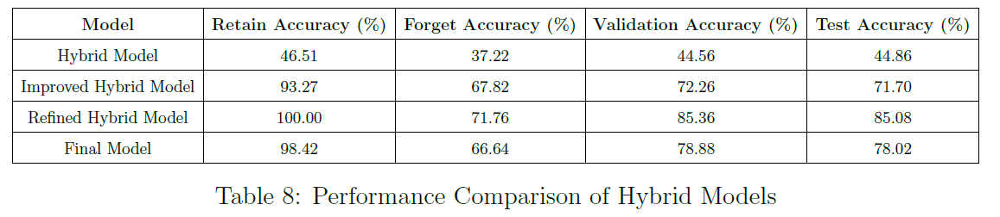 Model Retain Accuracy (%) Forget Accuracy (%) Validation Accuracy (%) Test Accuracy (%)
Hybrid Model 46.51 37.22 44.56 44.86
Improved Hybrid Model 93.27 67.82 72.26 71.70
Refined Hybrid Model 100.00 71.76 85.36 85.08
Final Model 98.42 66.64 78.88 78.02
Table 8: Performance Comparison of Hybrid Models